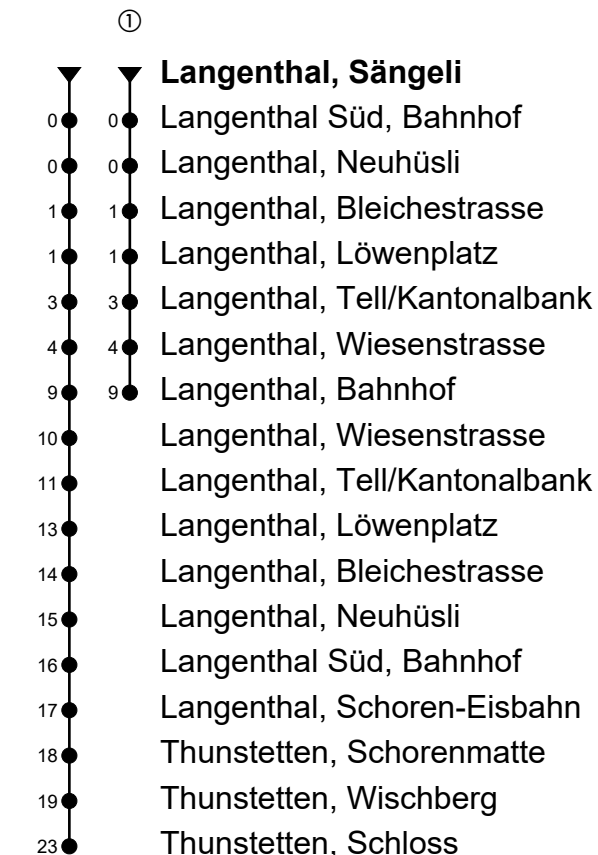 ①
Langenthal, Sängeli
0 0 Langenthal Süd, Bahnhof
0 0 Langenthal, Neuhüsli
1 1 Langenthal, Bleichestrasse
1 1 Langenthal, Löwenplatz
3 3 Langenthal, Tell/Kantonalbank
4 4 Langenthal, Wiesenstrasse
9 9 Langenthal, Bahnhof
10 Langenthal, Wiesenstrasse
11 Langenthal, Tell/Kantonalbank
13 Langenthal, Löwenplatz
14 Langenthal, Bleichestrasse
15 Langenthal, Neuhüsli
16 Langenthal Süd, Bahnhof
17 Langenthal, Schoren-Eisbahn
18 Thunstetten, Schorenmatte
19 Thunstetten, Wischberg
23 Thunstetten, Schloss